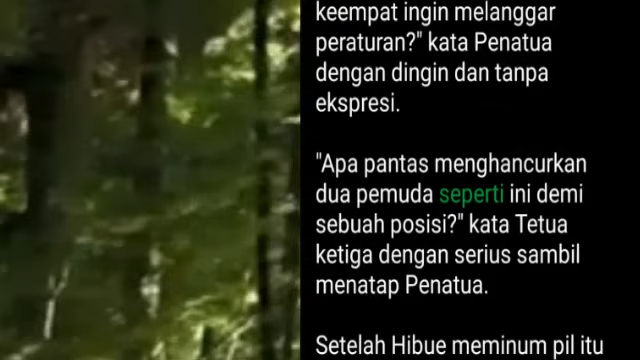 keempat ingin melanggar
peraturan?" kata Penatua
dengan dingin dan tanpa
ekspresi.
"Apa pantas menghancurkan
dua pemuda seperti ini demi
sebuah posisi?" kata Tetua
ketiga dengan serius sambil
menatap Penatua.
Setelah Hibue meminum pil itu